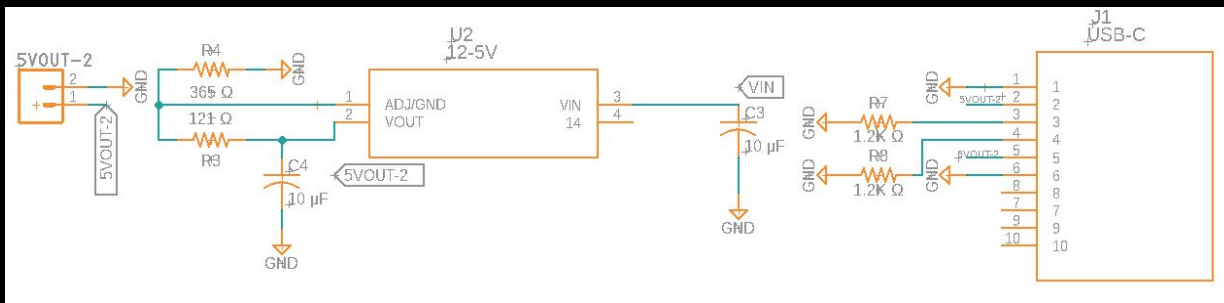 5VOUT-2
2
1
GND
5VOUT-2
R4
365 Ω
GND
121 Ω
R3
C4
10 µF
GND
5VOUT-2
U2
12-5V
1
ADJ/GND
2
VOUT
VIN
3
14
4
VIN
C3
10 µF
GND
J1
USB-C
GND
5VOUT-2
R7
1.2K Ω
GND
R8
1.2K Ω
GND
5VOUT-2
GND
1 1
2 2
3 3
4 4
5 5
6 6
8 8
7 7
9 9
10 10